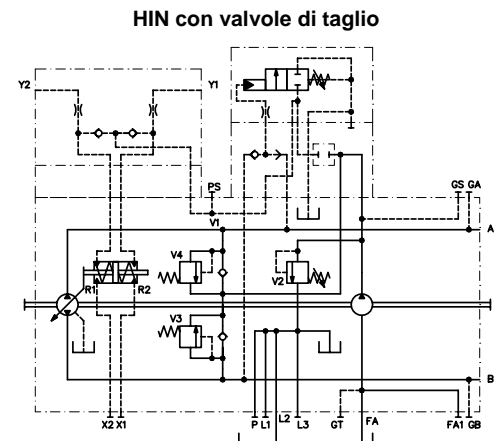 HIN con valvole di taglio
Y2
Y1
PS
GS GA
V1
A
V4
V2
R1
R2
V3
B
X2 X1
P L1
L2
L3
GT
FA
FA1 GB